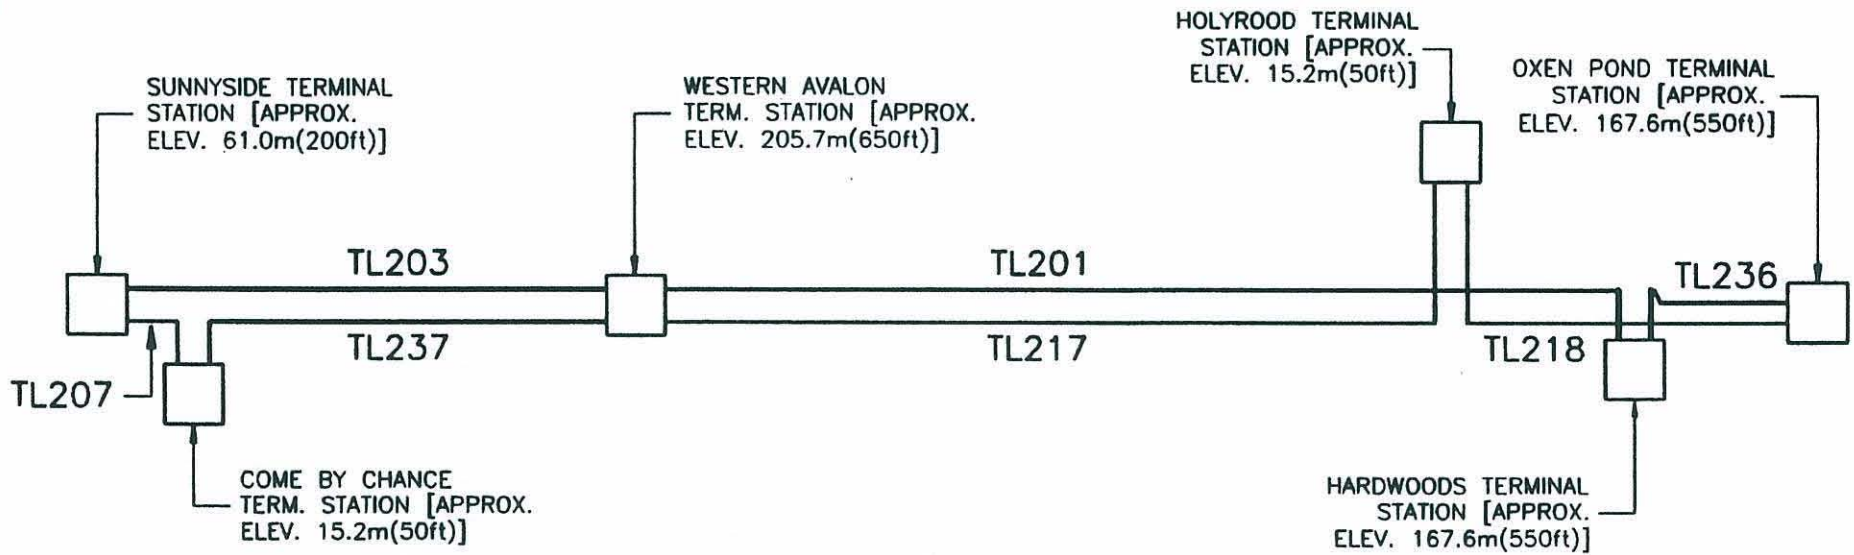 HOLYROOD TERMINAL
STATION [APPROX.
ELEV. 15.2m(50ft)]
OXEN POND TERMINAL
STATION [APPROX.
ELEV. 167.6m(550ft)]
SUNNYSIDE TERMINAL
STATION [APPROX.
ELEV. 61.0m(200ft)]
WESTERN AVALON
TERM. STATION [APPROX.
ELEV. 205.7m(650ft)]
TL203
TL201
TL236
TL237
TL217
TL218
TL207
COME BY CHANCE
TERM. STATION [APPROX.
ELEV. 15.2m(50ft)]
HARDWOODS TERMINAL
STATION [APPROX.
ELEV. 167.6m(550ft)]